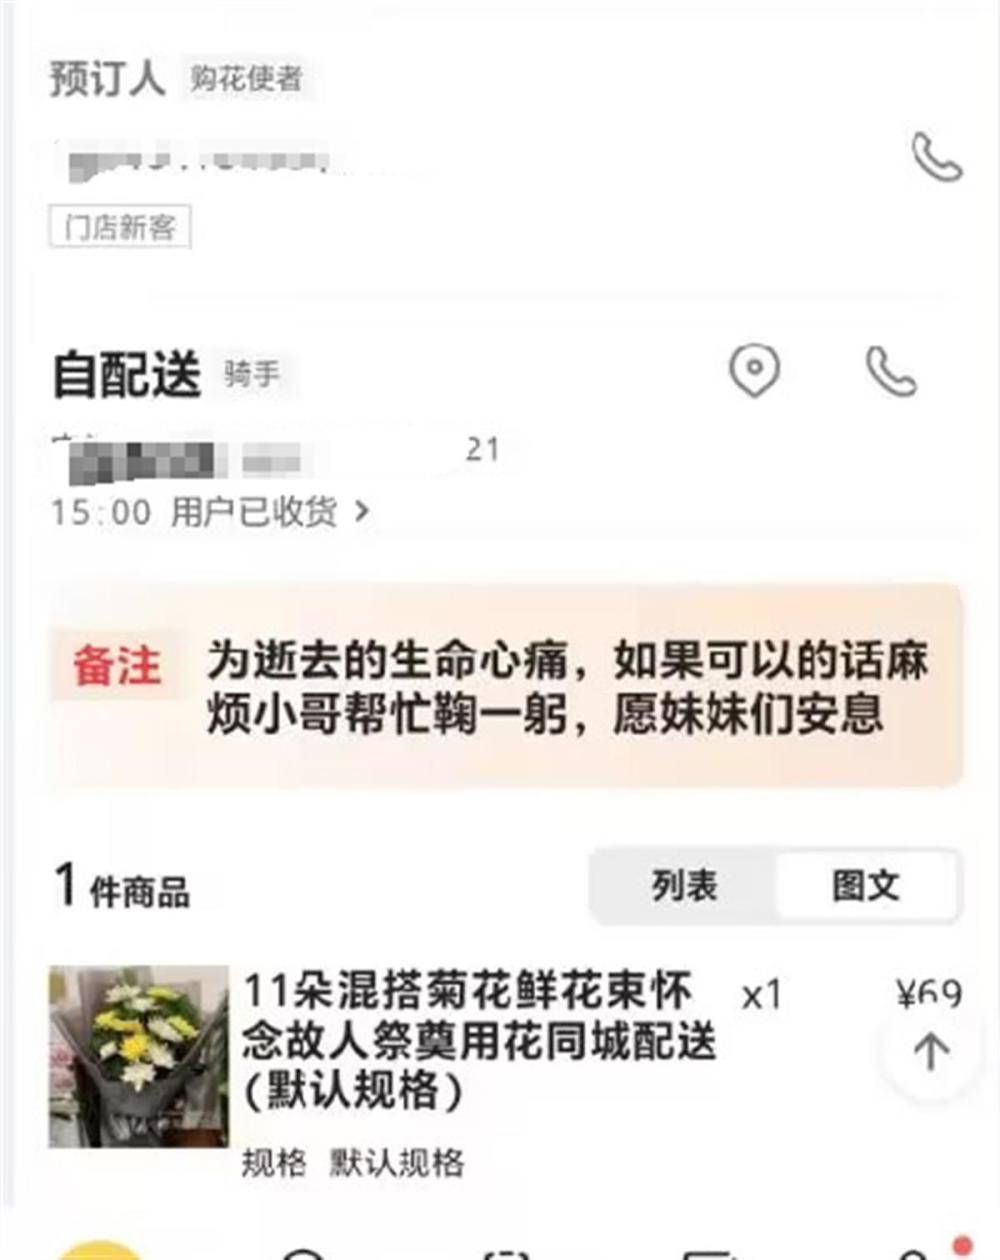 预订人 购花使者
门店新客
自配送 骑手
21
15:00 用户已收货 >
备注 为逝去的生命心痛，如果可以的话麻
烦小哥帮忙鞠一躬，愿妹妹们安息
1件商品 列表 图文
11朵混搭菊花鲜花束怀 x1 ¥69
念故人祭奠用花同城配送
(默认规格)
规格 默认规格